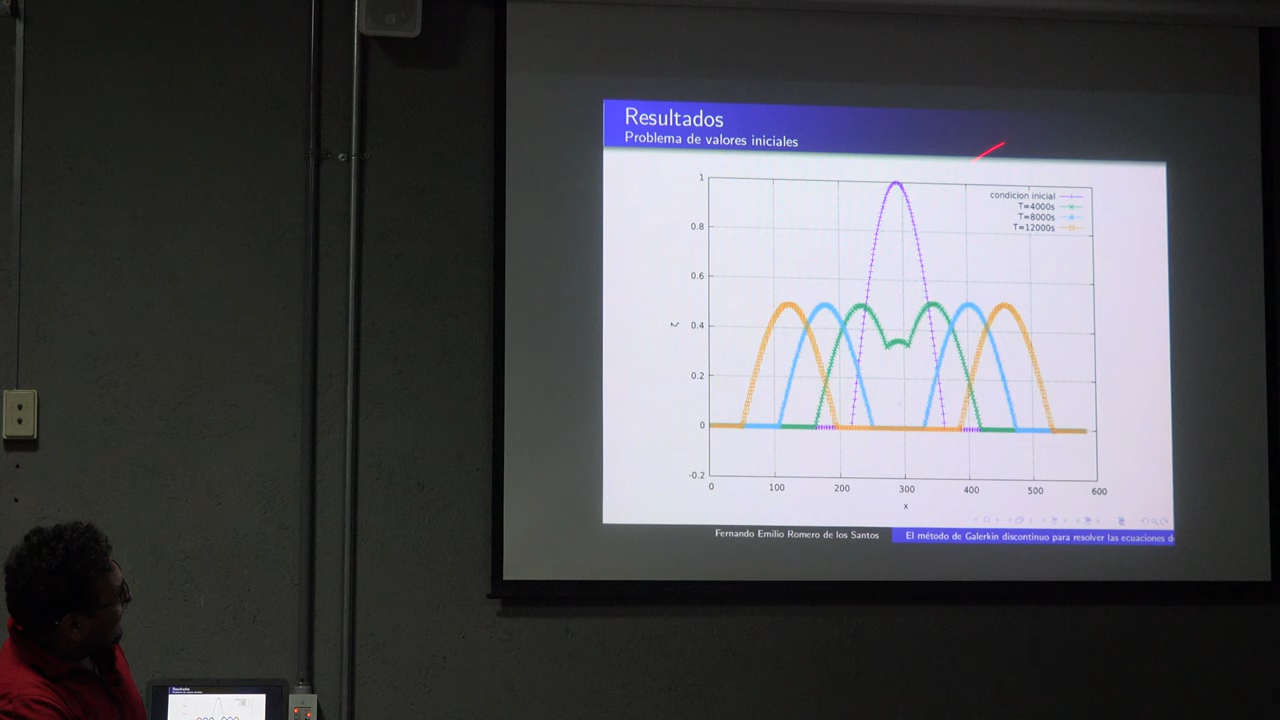 Resultados
Problema de valores iniciales
1
0.8
0.6
0.4
0.2
0
-0.2
ζ
condicion inicial
T=4000s
T=8000s
T=12000s
0 100 200 300 400 500 600
x
Fernando Emilio Romero de los Santos
El método de Galerkin discontinuo para resolver las ecuaciones d
Resultados